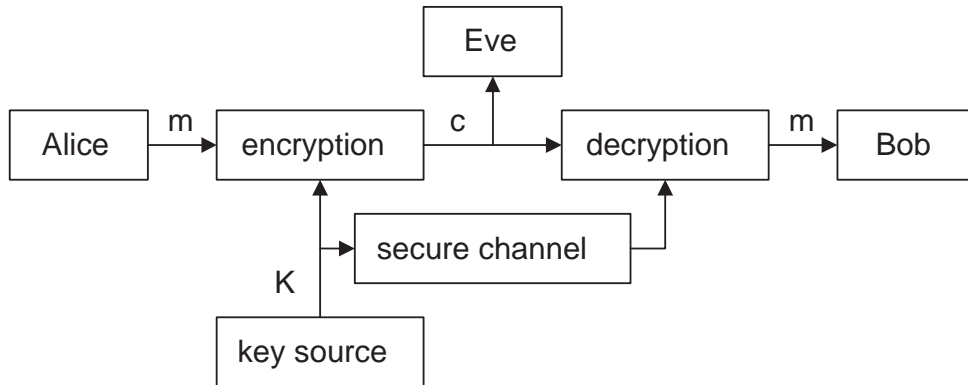 Eve
m
c
m
Alice
encryption
decryption
Bob
secure channel
K
key source